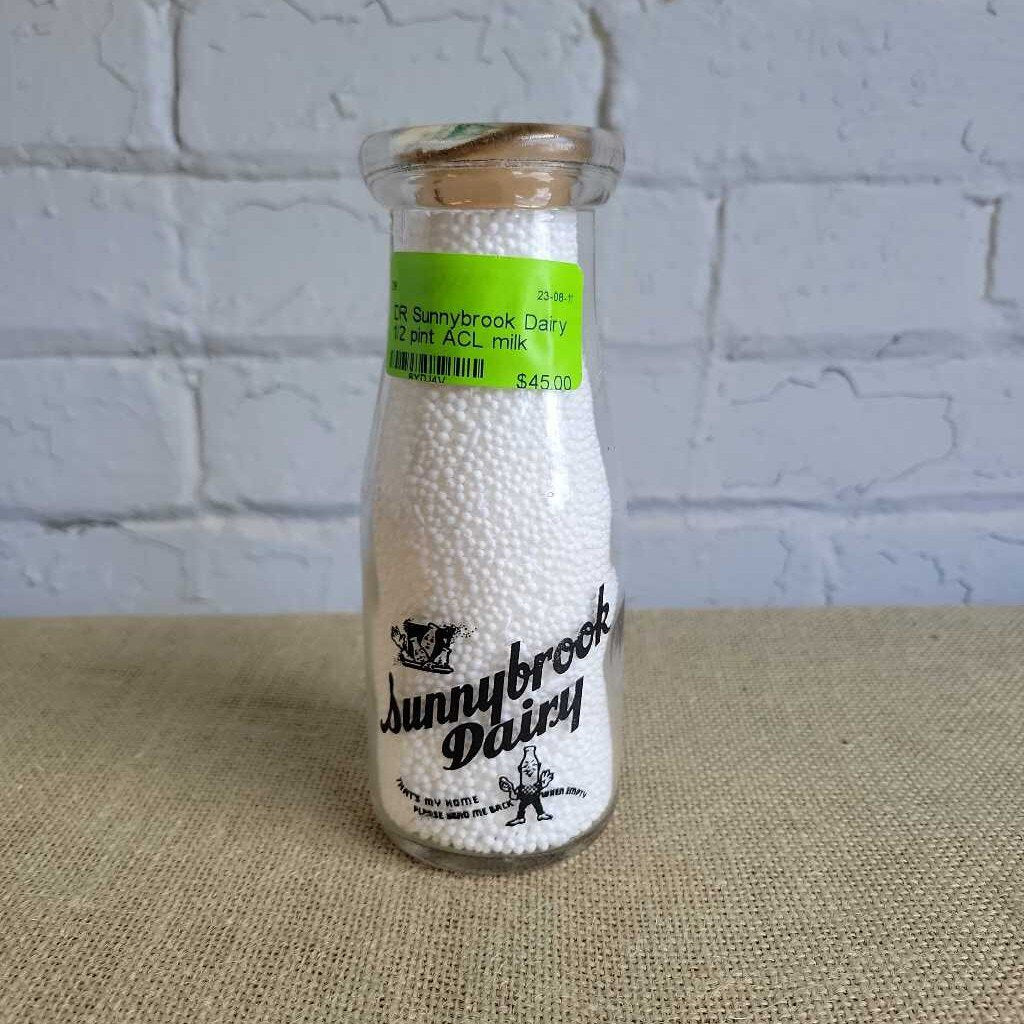 23-08-1
DR Sunnybrook Dairy
1/2 pint ACL milk
$45.00
Sunnybrook
Dairy
THAT'S MY HOME
PLEASE SEND ME BACK WHEN EMPTY